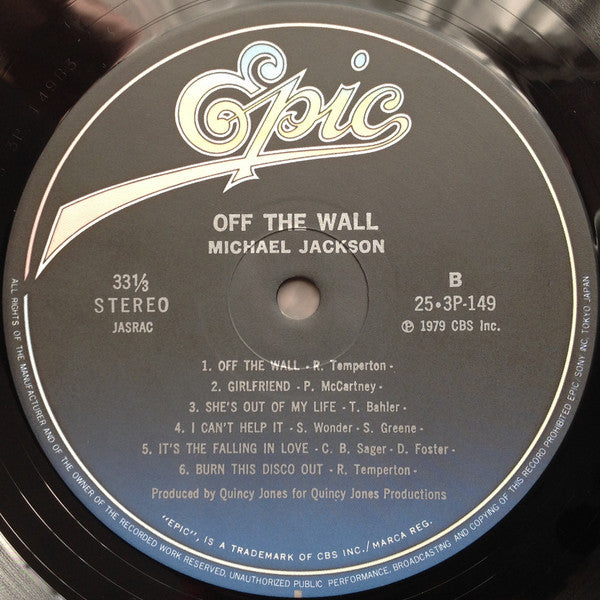 Epic
OFF THE WALL
MICHAEL JACKSON
33⅓
STEREO
JASRAC
B
25•3P-149
℗ 1979 CBS Inc.
1. OFF THE WALL - R. Temperton -
2. GIRLFRIEND - P. McCartney -
3. SHE'S OUT OF MY LIFE - T. Bahler -
4. I CAN'T HELP IT - S. Wonder - S. Greene -
5. IT'S THE FALLING IN LOVE - C. B. Sager - D. Foster -
6. BURN THIS DISCO OUT - R. Temperton -
Produced by Quincy Jones for Quincy Jones Productions
"EPIC", IS A TRADEMARK OF CBS INC./MARCA REG.
ALL RIGHTS OF THE MANUFACTURER AND OF THE OWNER OF THE RECORDED WORK RESERVED. UNAUTHORIZED PUBLIC PERFORMANCE, BROADCASTING AND COPYING OF THIS RECORD PROHIBITED EPIC/SONY INC. TOKYO JAPAN